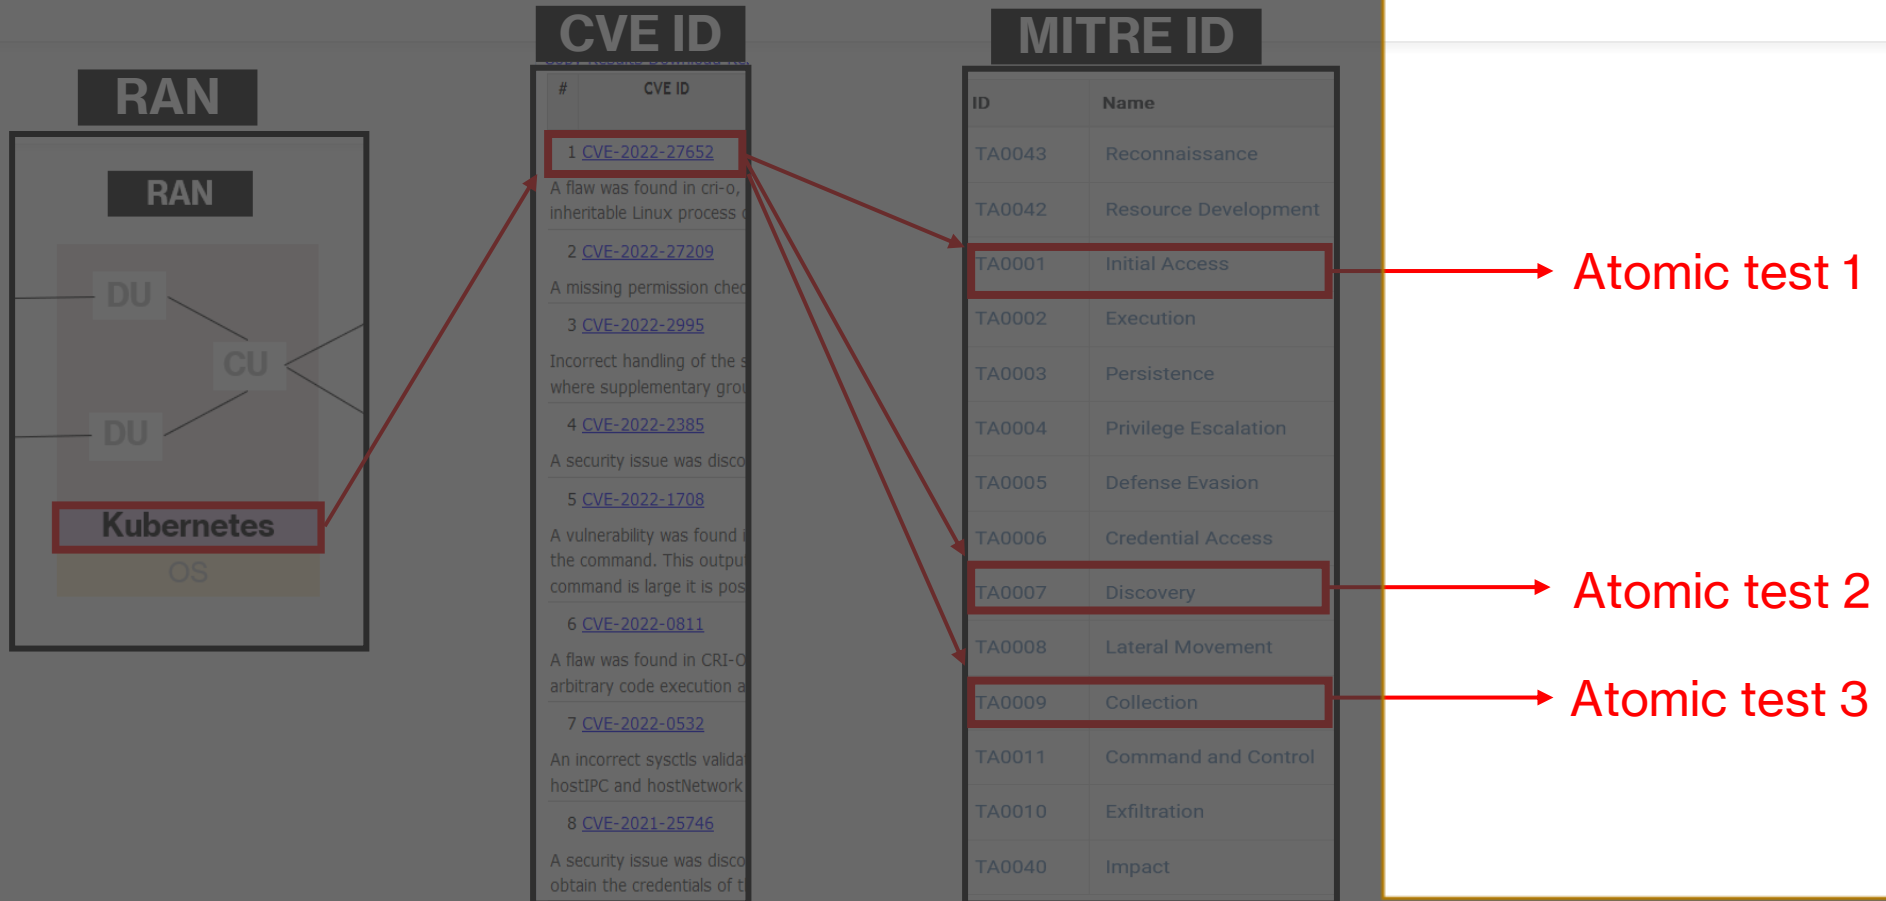 RAN
RAN
DU
CU
DU
Kubernetes
OS
CVE ID
# CVE ID
1 CVE-2022-27652
A flaw was found in cri-o,
inheritable Linux process
2 CVE-2022-27209
A missing permission chec
3 CVE-2022-2995
Incorrect handling of the s
where supplementary grou
4 CVE-2022-2385
A security issue was disco
5 CVE-2022-1708
A vulnerability was found i
the command. This outpu
command is large it is pos
6 CVE-2022-0811
A flaw was found in CRI-O
arbitrary code execution a
7 CVE-2022-0532
An incorrect sysctls valida
hostIPC and hostNetwork
8 CVE-2021-25746
A security issue was disco
obtain the credentials of t
MITRE ID
ID Name
TA0043 Reconnaissance
TA0042 Resource Development
TA0001 Initial Access
TA0002 Execution
TA0003 Persistence
TA0004 Privilege Escalation
TA0005 Defense Evasion
TA0006 Credential Access
TA0007 Discovery
TA0008 Lateral Movement
TA0009 Collection
TA0011 Command and Control
TA0010 Exfiltration
TA0040 Impact
Atomic test 1
Atomic test 2
Atomic test 3